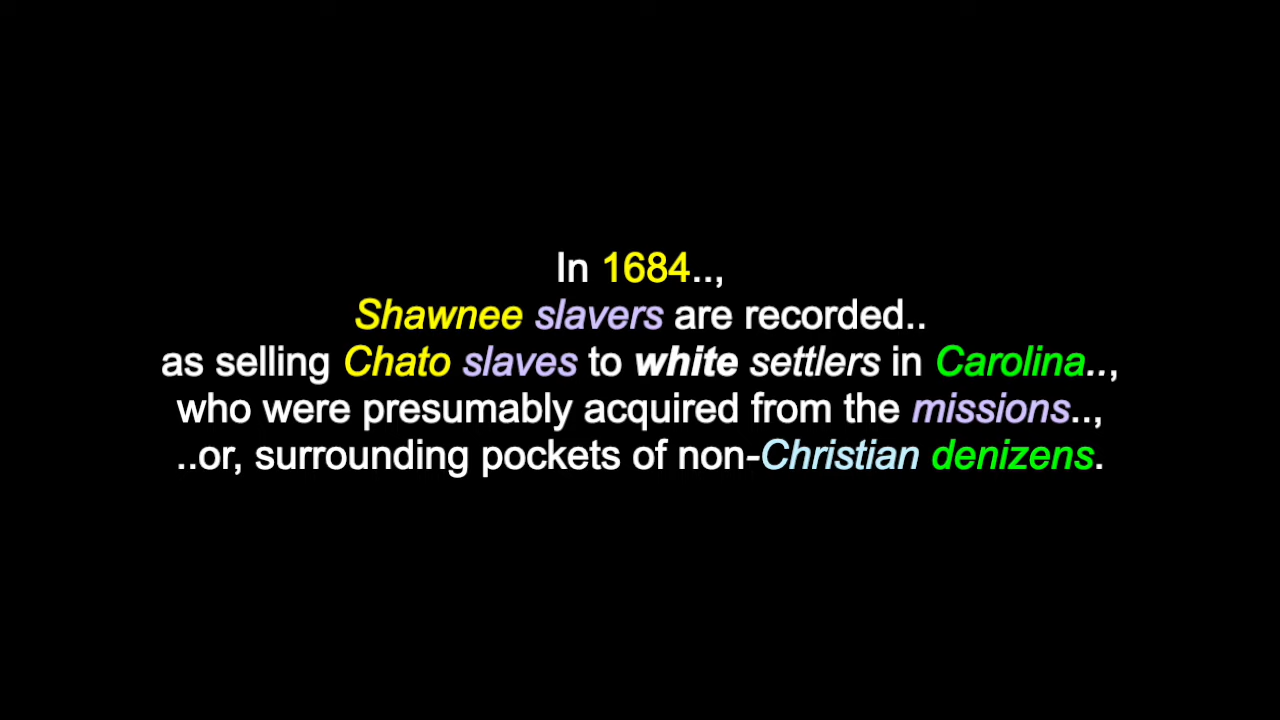 In 1684..,
Shawnee slavers are recorded..
as selling Chato slaves to white settlers in Carolina..,
who were presumably acquired from the missions..,
..or, surrounding pockets of non-Christian denizens.